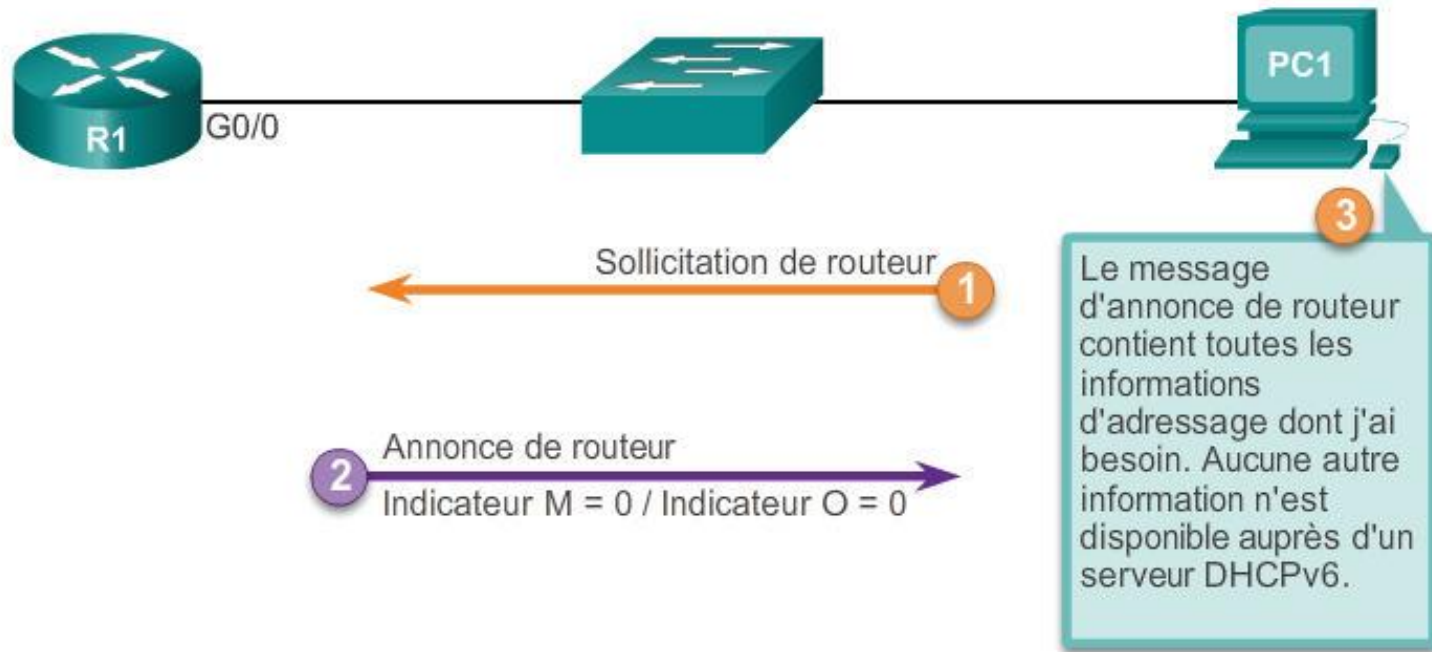 R1
G0/0
PC1
Sollicitation de routeur
1
2
Annonce de routeur
Indicateur M = 0 / Indicateur O = 0
3
Le message
d'annonce de routeur
contient toutes les
informations
d'adressage dont j'ai
besoin. Aucune autre
information n'est
disponible auprès d'un
serveur DHCPv6.